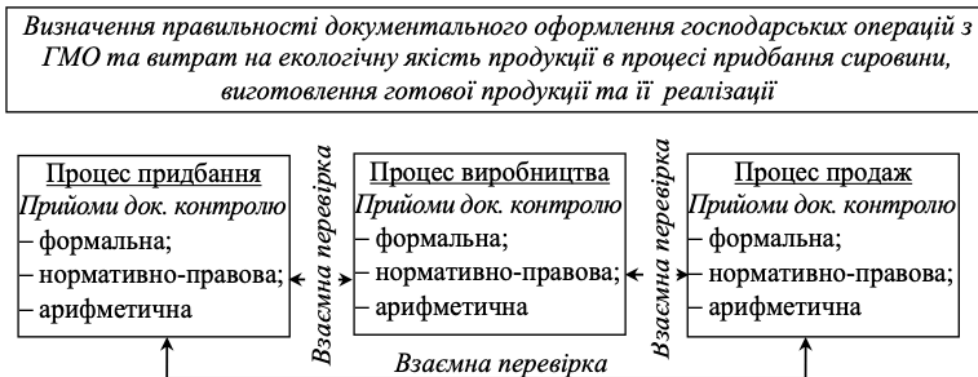 Визначення правильності документального оформлення господарських операцій з
ГМО та витрат на екологічну якість продукції в процесі придбання сировини,
виготовлення готової продукції та її реалізації
Процес придбання
Прийоми док. контролю
– формальна;
– нормативно-правова;
– арифметична
Взаємна перевірка
Процес виробництва
Прийоми док. контролю
– формальна;
– нормативно-правова;
– арифметична
Взаємна перевірка
Процес продаж
Прийоми док. контролю
– формальна;
– нормативно-правова;
– арифметична
Взаємна перевірка